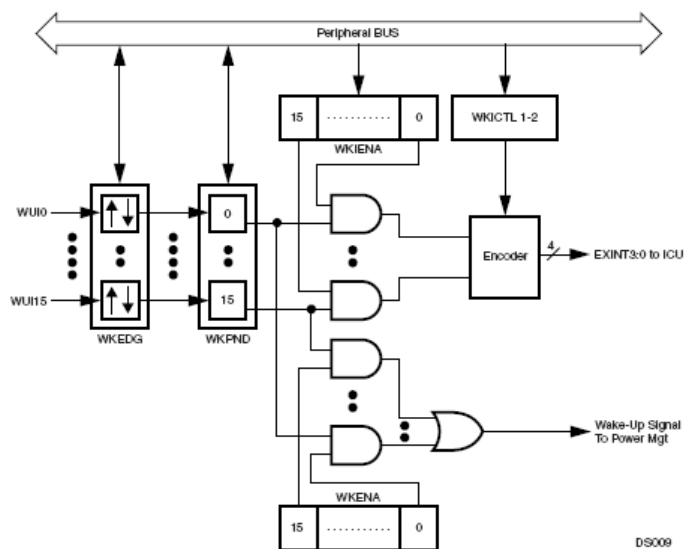 Peripheral BUS
15 ........... 0
WKIENA
WKICTL 1-2
WUI0
0
Encoder
4
EXINT3:0 to ICU
WUI15
15
WKEDG
WKPND
Wake-Up Signal
To Power Mgt
WKENA
15 ........... 0
DS009